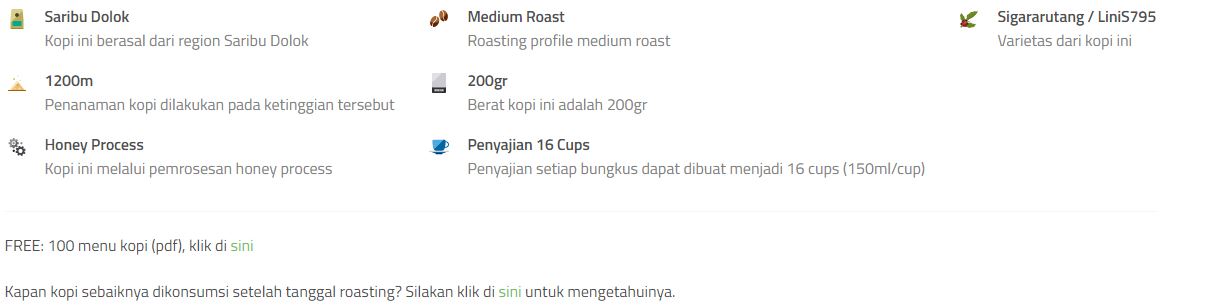 Saribu Dolok
Kopi ini berasal dari region Saribu Dolok
Medium Roast
Roasting profile medium roast
Sigararutang / LiniS795
Varietas dari kopi ini
1200m
Penanaman kopi dilakukan pada ketinggian tersebut
200gr
Berat kopi ini adalah 200gr
Honey Process
Kopi ini melalui pemrosesan honey process
Penyajian 16 Cups
Penyajian setiap bungkus dapat dibuat menjadi 16 cups (150ml/cup)
FREE: 100 menu kopi (pdf), klik di sini
Kapan kopi sebaiknya dikonsumsi setelah tanggal roasting? Silakan klik di sini untuk mengetahuinya.